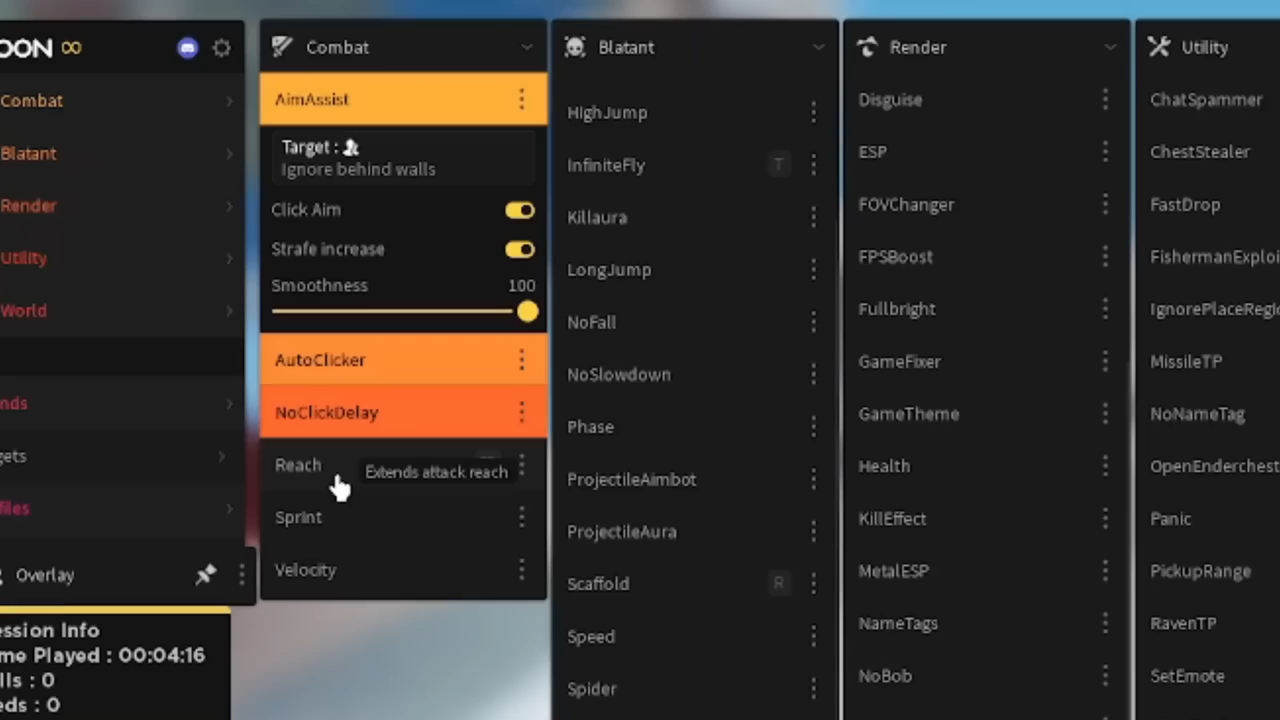 OON ∞
Combat
Blatant
Render
Utility
World
nds
gets
files
Overlay
ession Info
me Played : 00:04:16
lls : 0
eds : 0
Combat
AimAssist
Target :
Ignore behind walls
Click Aim
Strafe increase
Smoothness 100
AutoClicker
NoClickDelay
Reach
Extends attack reach
Sprint
Velocity
Blatant
HighJump
InfiniteFly T
Killaura
LongJump
NoFall
NoSlowdown
Phase
ProjectileAimbot
ProjectileAura
Scaffold R
Speed
Spider
Render
Disguise
ESP
FOVChanger
FPSBoost
Fullbright
GameFixer
GameTheme
Health
KillEffect
MetalESP
NameTags
NoBob
Utility
ChatSpammer
ChestStealer
FastDrop
FishermanExploi
IgnorePlaceRegi
MissileTP
NoNameTag
OpenEnderchest
Panic
PickupRange
RavenTP
SetEmote